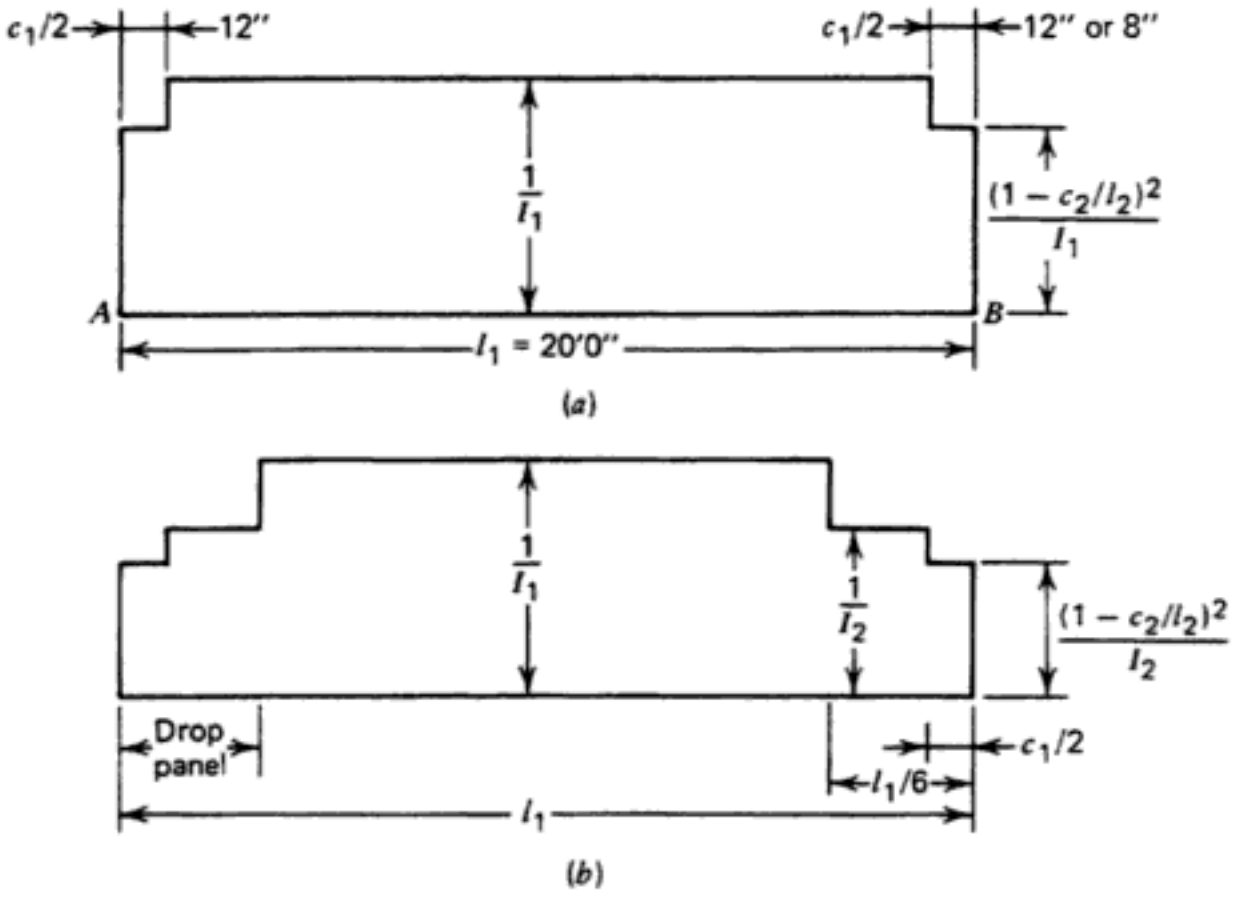 c₁/2 12″ c₁/2 12″ or 8″
1/I₁
(1 − c₂/l₂)²/I₁
A B
l₁ = 20′0″
(a)
1/I₁
1/I₂
(1 − c₂/l₂)²/I₂
Drop
panel
c₁/2
l₁/6
l₁
(b)